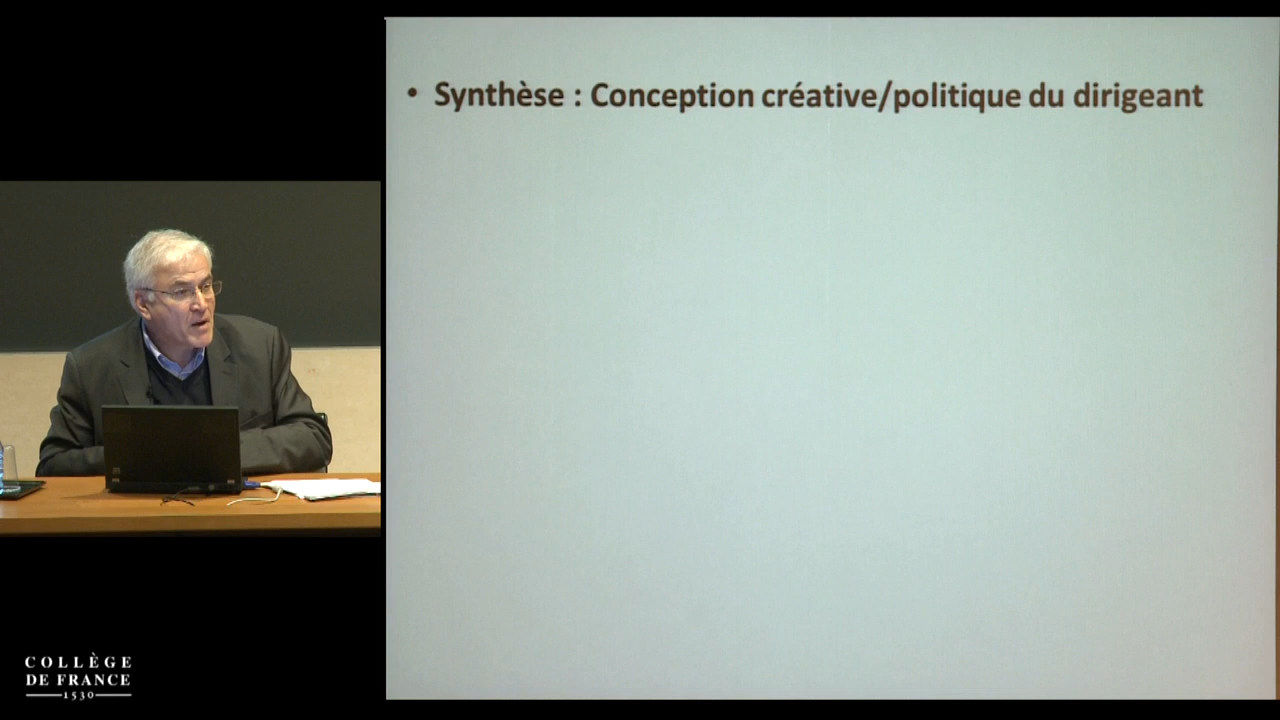 • Synthèse : Conception créative/politique du dirigeant
COLLÈGE
DE FRANCE
1530